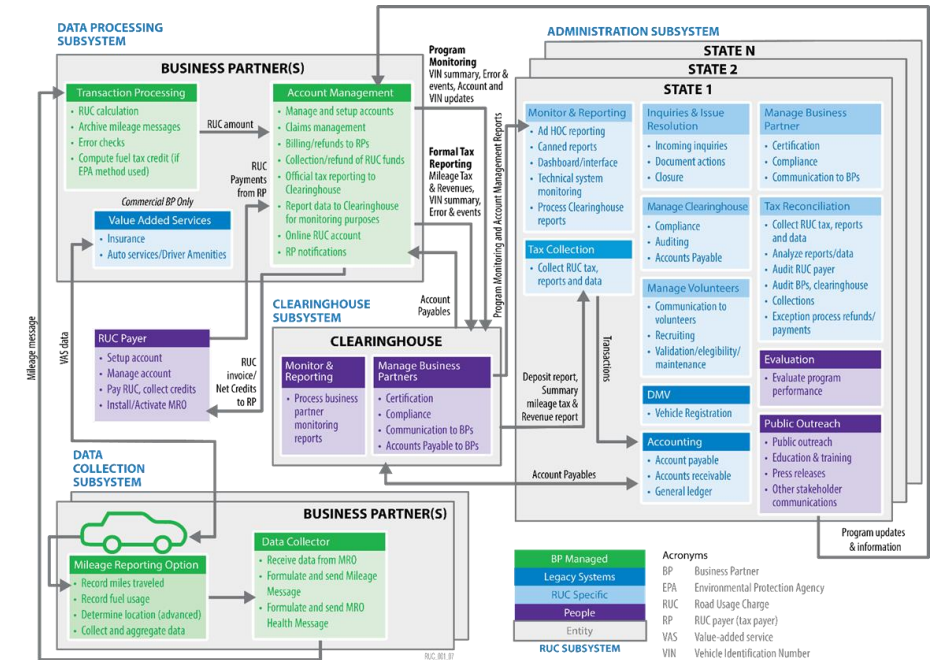 DATA PROCESSING
SUBSYSTEM
BUSINESS PARTNER(S)
Transaction Processing
• RUC calculation
• Archive mileage messages
• Error checks
• Compute fuel tax credit (if
EPA method used)
RUC amount
Account Management
• Manage and setup accounts
• Claims management
• Billing/refunds to RPs
• Collection/refund of RUC funds
• Official tax reporting to
Clearinghouse
• Report data to Clearinghouse
for monitoring purposes
• Online RUC account
• RP notifications
RUC
Payments
from RP
Commercial BP Only
Value Added Services
• Insurance
• Auto services/Driver Amenities
Program
Monitoring
VIN summary, Error &
events, Account and
VIN updates
Formal Tax
Reporting
Mileage Tax
& Revenues,
VIN summary,
Error & events
Program Monitoring and Account Management Reports
Account
Payables
Mileage message
VAS data
RUC Payer
• Setup account
• Manage account
• Pay RUC, collect credits
• Install/Activate MRO
RUC
invoice/
Net Credits
to RP
CLEARINGHOUSE
SUBSYSTEM
CLEARINGHOUSE
Monitor &
Reporting
• Process business
partner
monitoring
reports
Manage Business
Partners
• Certification
• Compliance
• Communication to BPs
• Accounts Payable to BPs
Deposit report,
Summary
mileage tax &
Revenue report
Transactions
Account Payables
ADMINISTRATION SUBSYSTEM
STATE N
STATE 2
STATE 1
Monitor & Reporting
• Ad HOC reporting
• Canned reports
• Dashboard/interface
• Technical system
monitoring
• Process Clearinghouse
reports
Tax Collection
• Collect RUC tax,
reports and data
Inquiries & Issue
Resolution
• Incoming inquiries
• Document actions
• Closure
Manage Clearinghouse
• Compliance
• Auditing
• Accounts Payable
Manage Volunteers
• Communication to
volunteers
• Recruiting
• Validation/elegibility/
maintenance
DMV
• Vehicle Registration
Accounting
• Account payable
• Accounts receivable
• General ledger
Manage Business
Partner
• Certification
• Compliance
• Communication to BPs
Tax Reconciliation
• Collect RUC tax, reports
and data
• Analyze reports/data
• Audit RUC payer
• Audit BPs, clearinghouse
• Collections
• Exception process refunds/
payments
Evaluation
• Evaluate program
performance
Public Outreach
• Public outreach
• Education & training
• Press releases
• Other stakeholder
communications
Program updates
& information
DATA
COLLECTION
SUBSYSTEM
BUSINESS PARTNER(S)
Mileage Reporting Option
• Record miles traveled
• Record fuel usage
• Determine location (advanced)
• Collect and aggregate data
Data Collector
• Receive data from MRO
• Formulate and send Mileage
Message
• Formulate and send MRO
Health Message
RUC_001_07
BP Managed
Legacy Systems
RUC Specific
People
Entity
RUC SUBSYSTEM
Acronyms
BP Business Partner
EPA Environmental Protection Agency
RUC Road Usage Charge
RP RUC payer (tax payer)
VAS Value-added service
VIN Vehicle Identification Number